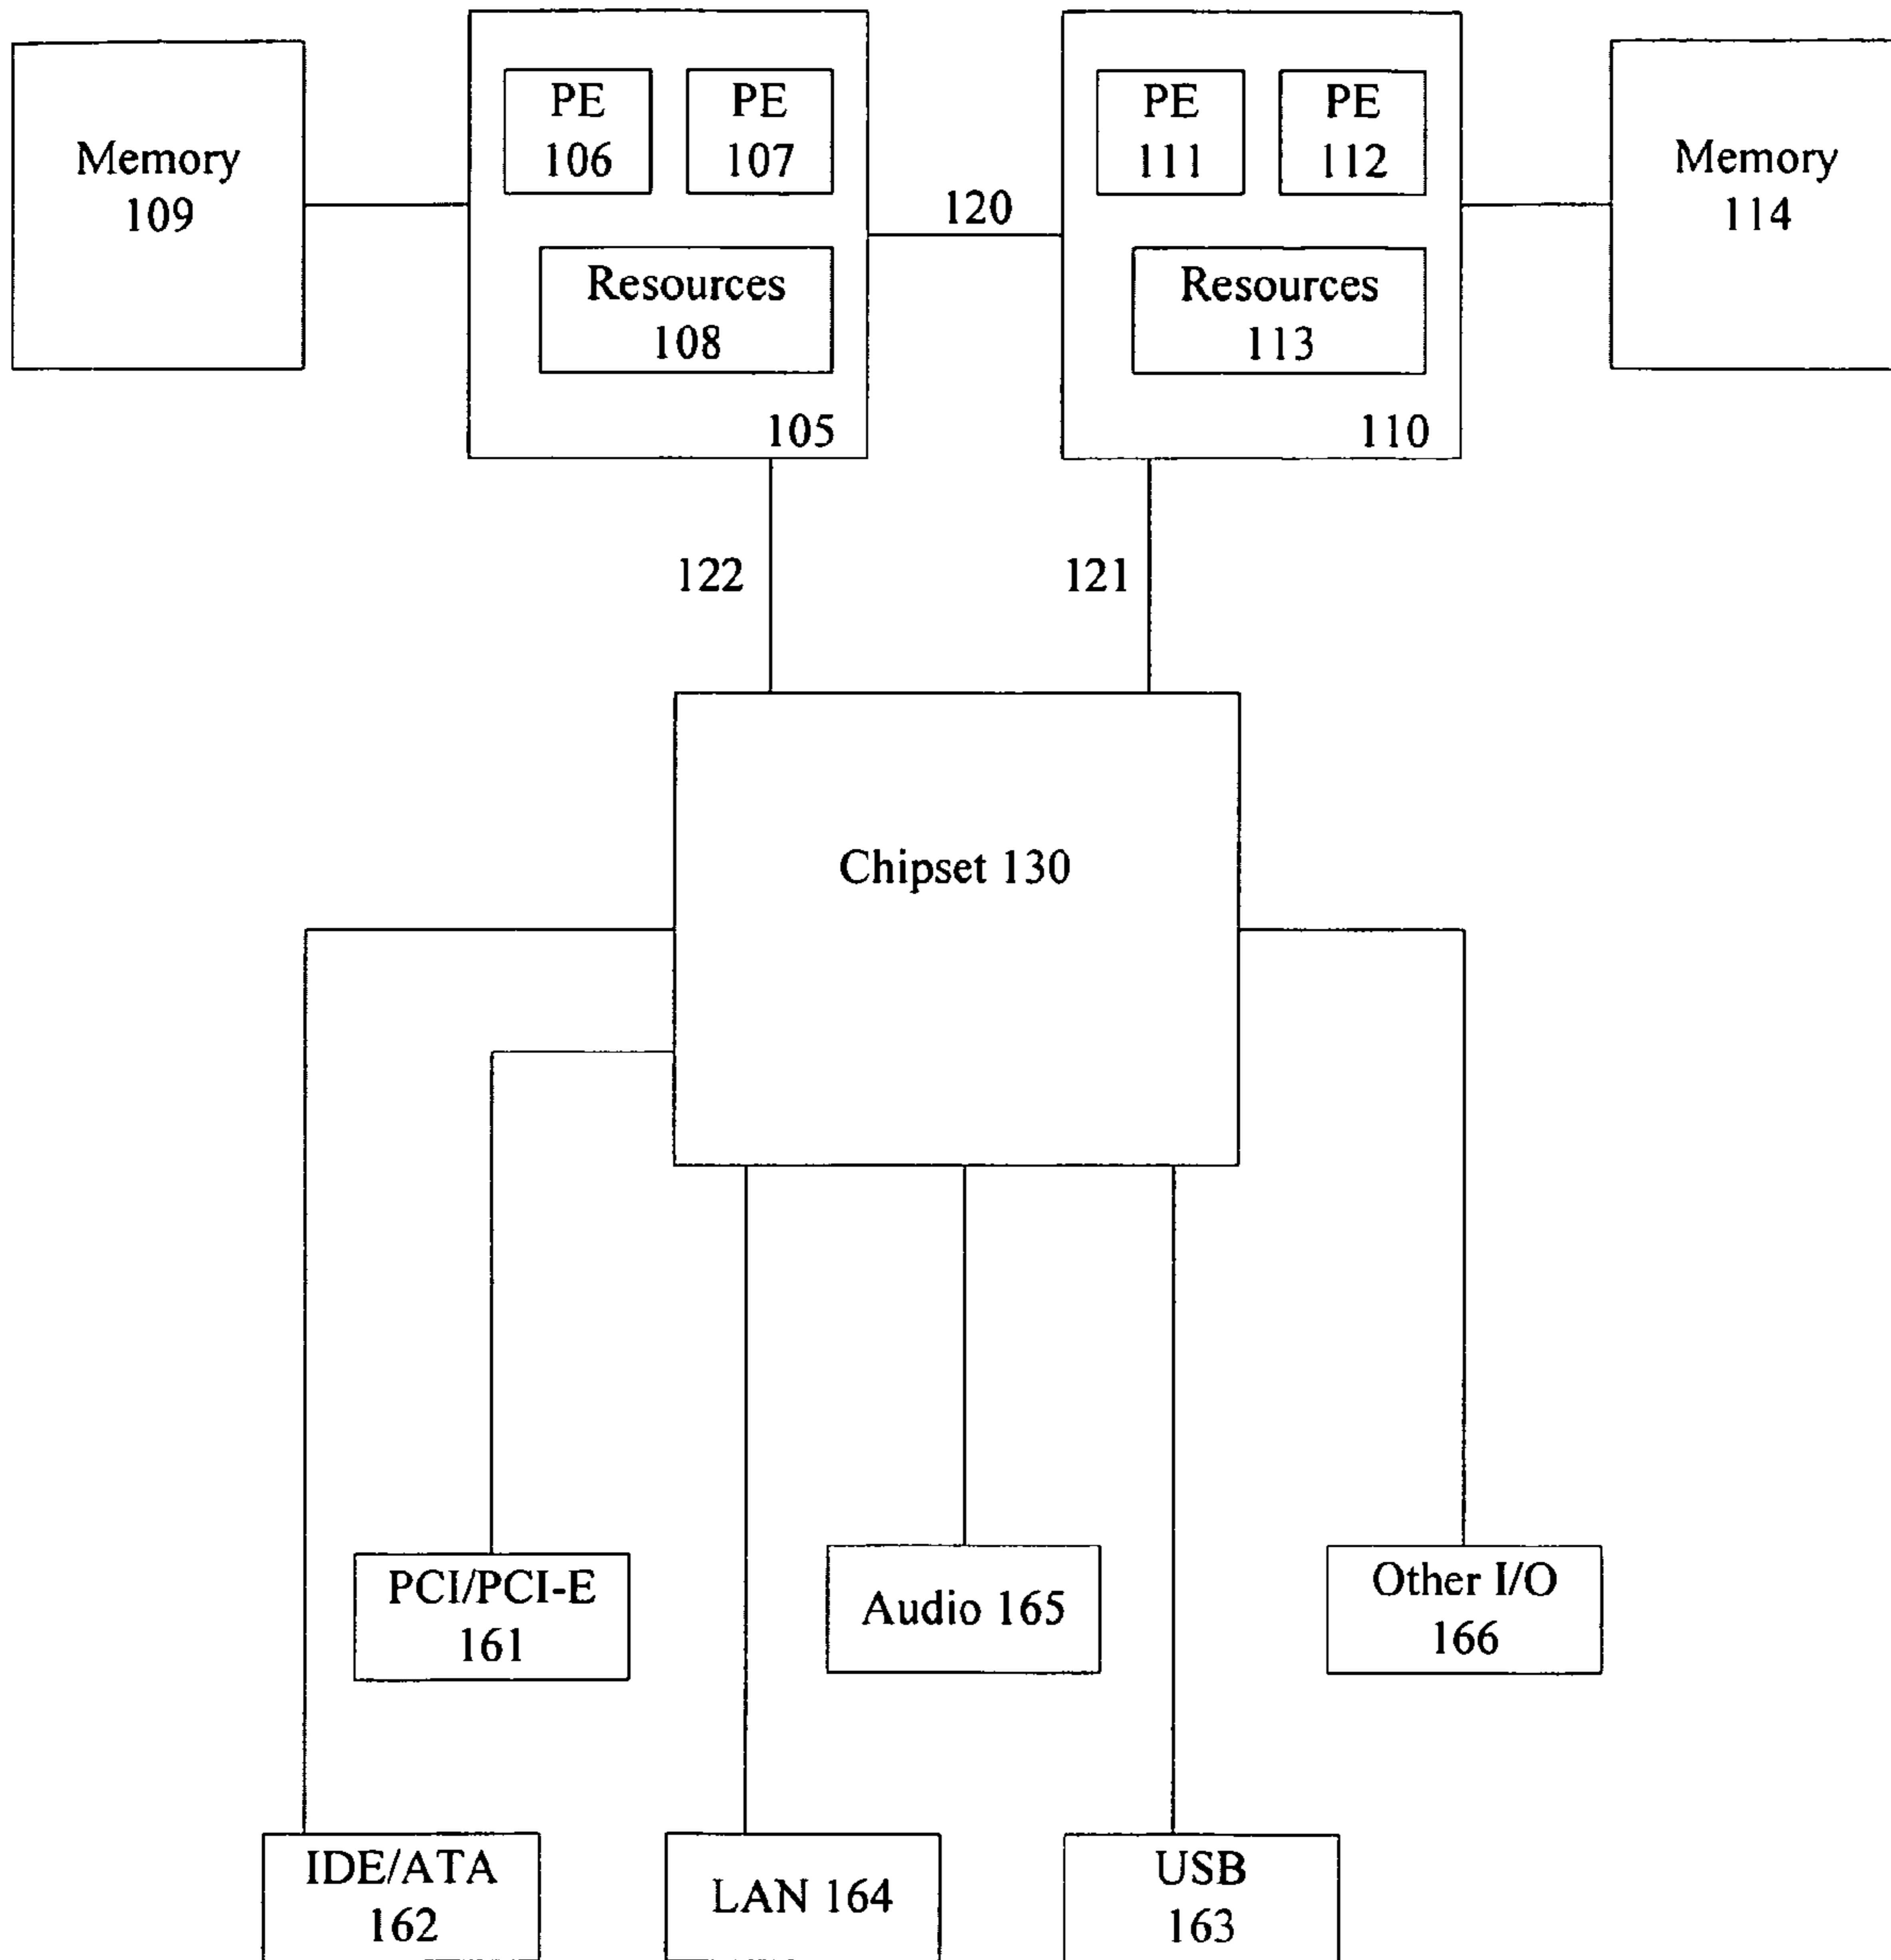 Memory
109
PE
106
PE
107
Resources
108
105
120
PE
111
PE
112
Resources
113
110
Memory
114
122
121
Chipset 130
PCI/PCI-E
161
Audio 165
Other I/O
166
IDE/ATA
162
LAN 164
USB
163